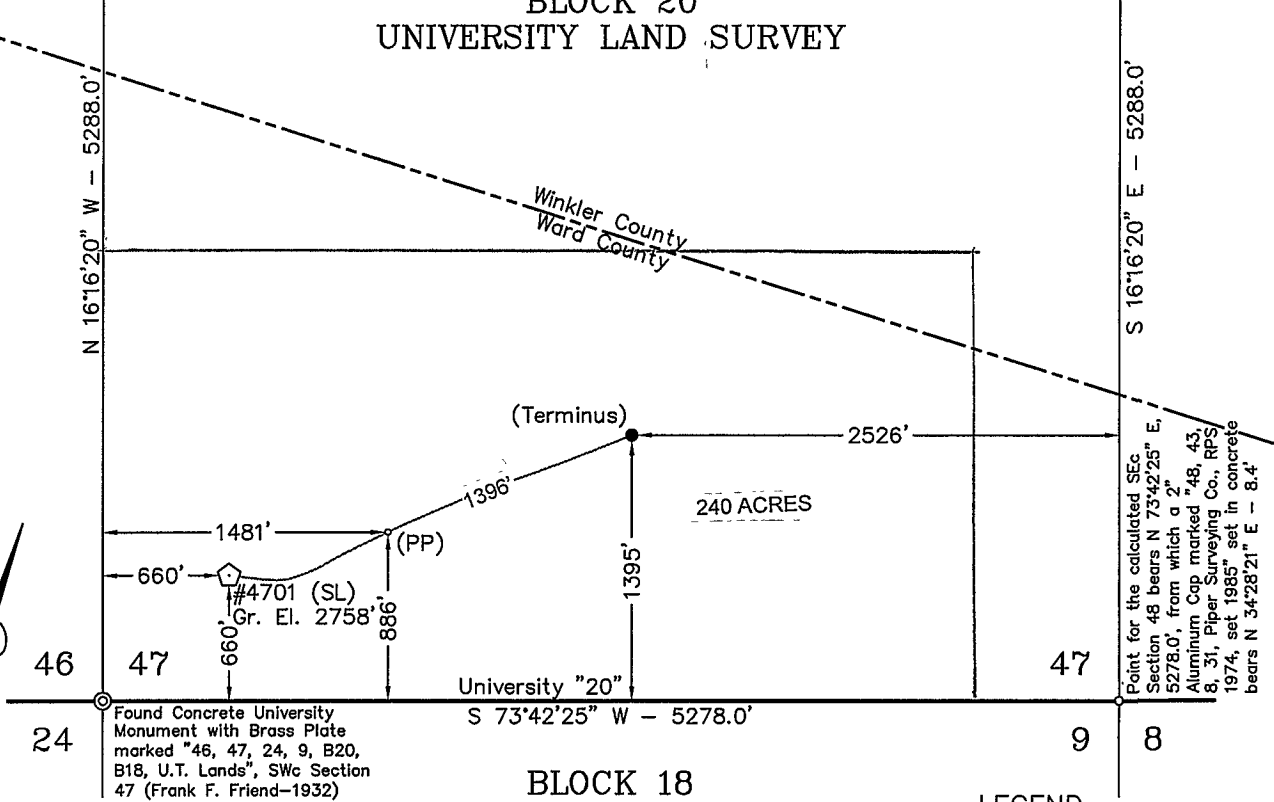 BLOCK 20
UNIVERSITY LAND SURVEY
N 16°16'20" W – 5288.0'
S 16°16'20" E – 5288.0'
Winkler County
Ward County
(Terminus)
2526'
1396'
240 ACRES
1481'
(PP)
660'
#4701 (SL)
Gr. El. 2758'
660'
886'
1395'
46
47
47
University "20"
S 73°42'25" W – 5278.0'
24
9
8
Found Concrete University
Monument with Brass Plate
marked "46, 47, 24, 9, B20,
B18, U.T. Lands", SWc Section
47 (Frank F. Friend–1932)
BLOCK 18
Point for the calculated SEc
Section 48 bears N 73°42'25" E,
5278.0', from which a 2"
Aluminum Cap marked "48, 43,
8, 31, Piper Surveying Co., RPS
1974, set 1985" set in concrete
bears N 34°28'21" E – 8.4'
LEGEND